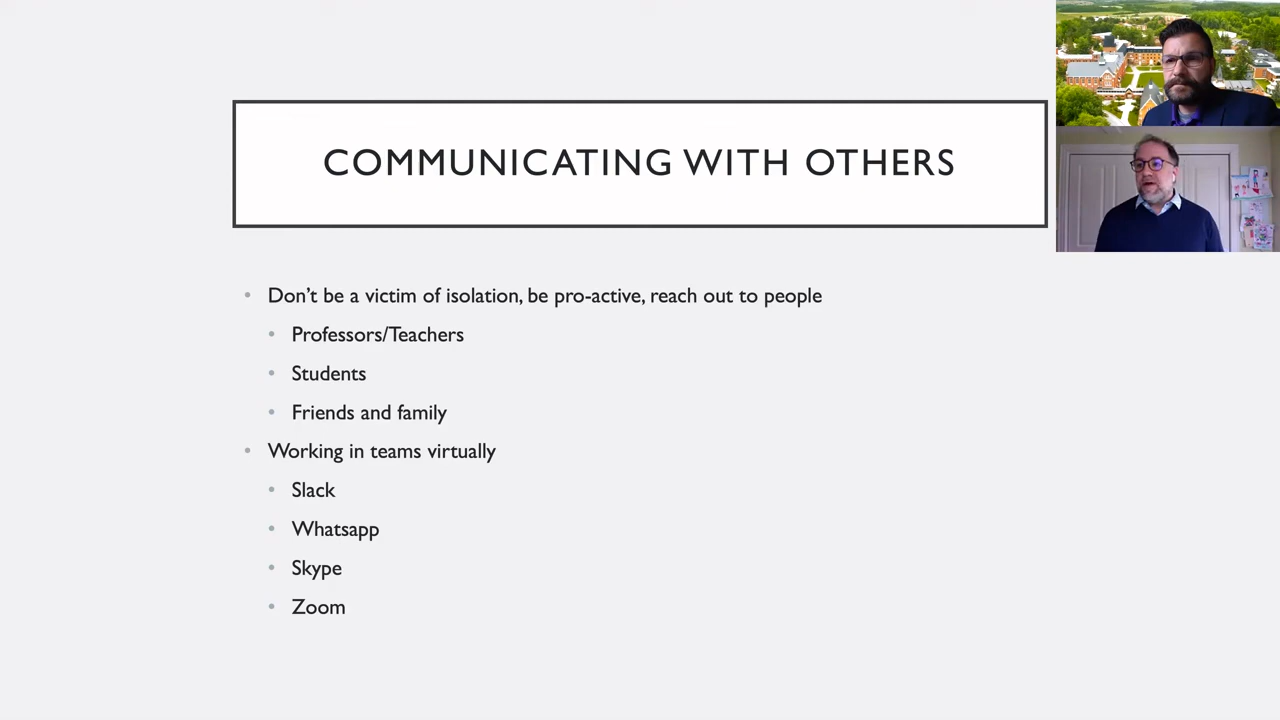 COMMUNICATING WITH OTHERS
Don't be a victim of isolation, be pro-active, reach out to people
Professors/Teachers
Students
Friends and family
Working in teams virtually
Slack
Whatsapp
Skype
Zoom